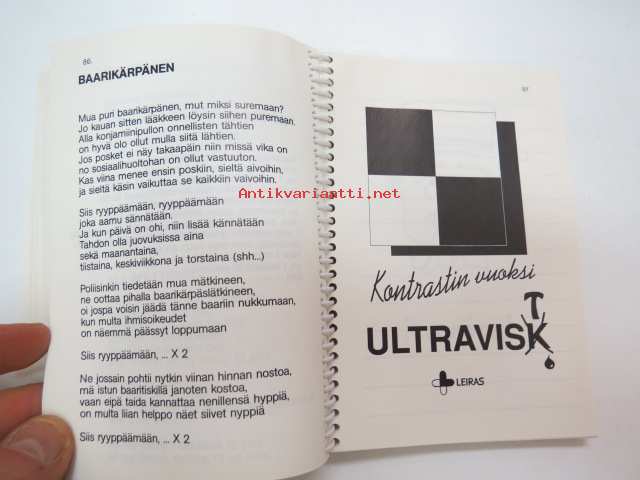 86.
BAARIKÄRPÄNEN
Mua puri baarikärpänen, mut miksi suremaan?
Jo kauan sitten lääkkeen löysin siihen puremaan.
Alla konjamiinipullon onnellisten tähtien
on hyvä olo ollut mulla siitä lähtien.
Jos posket ei näy takaapäin niin missä vika on
no sosiaalihuoltohan on ollut vastuuton.
Kas viina menee ensin poskiin, sieltä aivoihin,
ja sieltä käsin vaikuttaa se kaikkiin vaivoihin.
Siis ryyppäämään, ryyppäämään
joka aamu sännätään.
Ja kun päivä on ohi, niin lisää kännätään
Tahdon olla juovuksissa aina
sekä maanantaina,
tiistaina, keskiviikkona ja torstaina (shh...)
Poliisinkin tiedetään mua mätkineen,
ne oottaa pihalla baarikärpäslätkineen,
oi jospa voisin jäädä tänne baariin nukkumaan,
kun multa ihmisoikeudet
on näemmä päässyt loppumaan
Siis ryyppäämään, ... X 2
Ne jossain pohtii nytkin viinan hinnan nostoa,
mä istun baaritiskillä janoten kostoa,
vaan eipä taida kannattaa nenillensä hyppiä,
on multa liian helppo näet siivet nyppiä
Siis ryyppäämään, ... X 2
87
Kontrastin vuoksi
T
ULTRAVISK
LEIRAS
Antikvariaatti.net